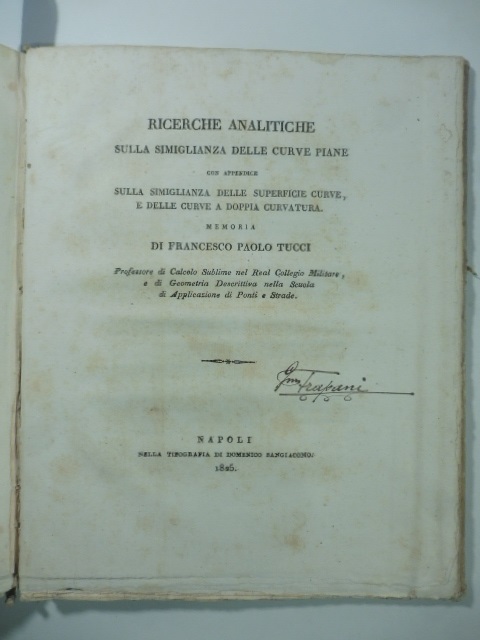 RICERCHE ANALITICHE
SULLA SIMIGLIANZA DELLE CURVE PIANE
CON APPENDICE
SULLA SIMIGLIANZA DELLE SUPERFICIE CURVE,
E DELLE CURVE A DOPPIA CURVATURA.
MEMORIA
DI FRANCESCO PAOLO TUCCI
Professore di Calcolo Sublime nel Real Collegio Militare,
e di Geometria Descrittiva nella Scuola
di Applicazione di Ponti e Strade.
Trapani
NAPOLI
NELLA TIPOGRAFIA DI DOMENICO SANGIACOMO